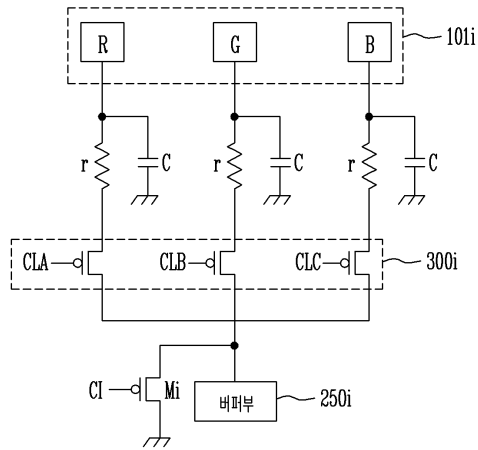 R G B 101i
r C r C r C
CLA CLB CLC 300i
CI Mi 버퍼부 250i